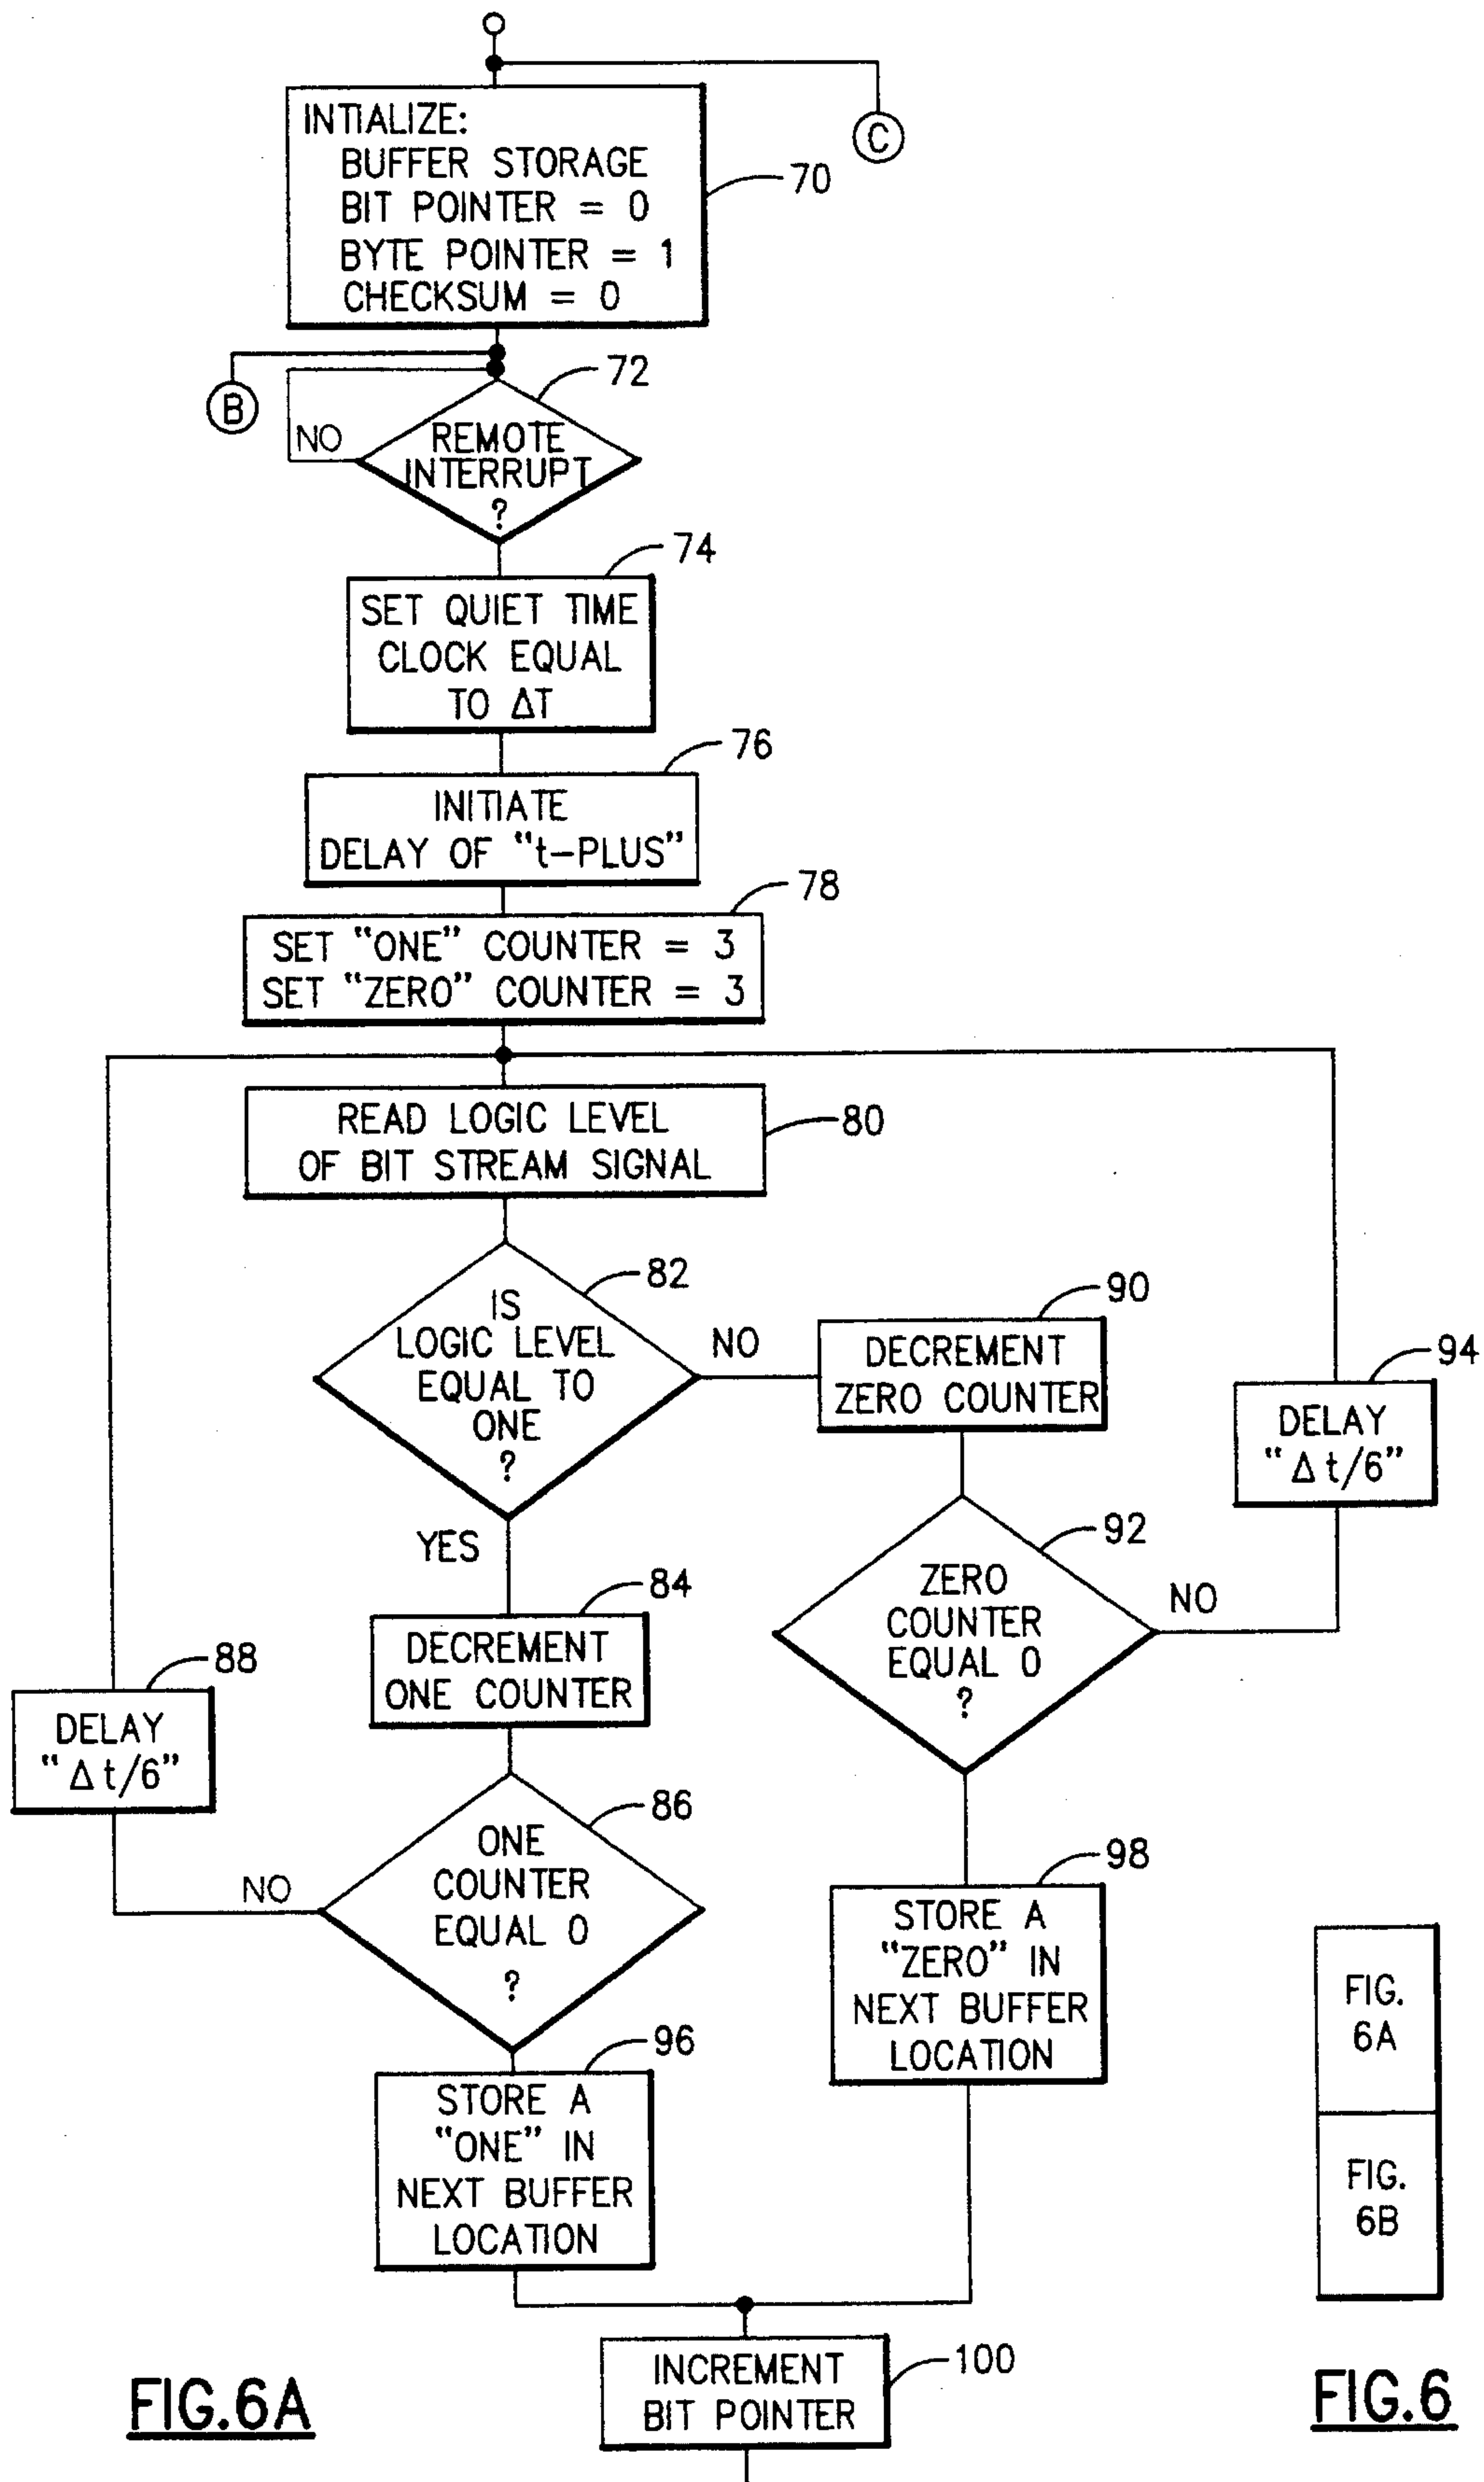 C
INTIALIZE:
BUFFER STORAGE
BIT POINTER = 0
BYTE POINTER = 1
CHECKSUM = 0
70
B
72
NO
REMOTE
INTERRUPT
?
74
SET QUIET TIME
CLOCK EQUAL
TO ΔT
76
INITIATE
DELAY OF "t-PLUS"
78
SET "ONE" COUNTER = 3
SET "ZERO" COUNTER = 3
READ LOGIC LEVEL
OF BIT STREAM SIGNAL
80
82
IS
LOGIC LEVEL
EQUAL TO
ONE
?
NO
YES
90
DECREMENT
ZERO COUNTER
94
DELAY
"Δt/6"
92
ZERO
COUNTER
EQUAL 0
?
NO
84
DECREMENT
ONE COUNTER
88
DELAY
"Δt/6"
86
ONE
COUNTER
EQUAL 0
?
NO
98
STORE A
"ZERO" IN
NEXT BUFFER
LOCATION
96
STORE A
"ONE" IN
NEXT BUFFER
LOCATION
100
INCREMENT
BIT POINTER
FIG.6A
FIG.
6A
FIG.
6B
FIG.6